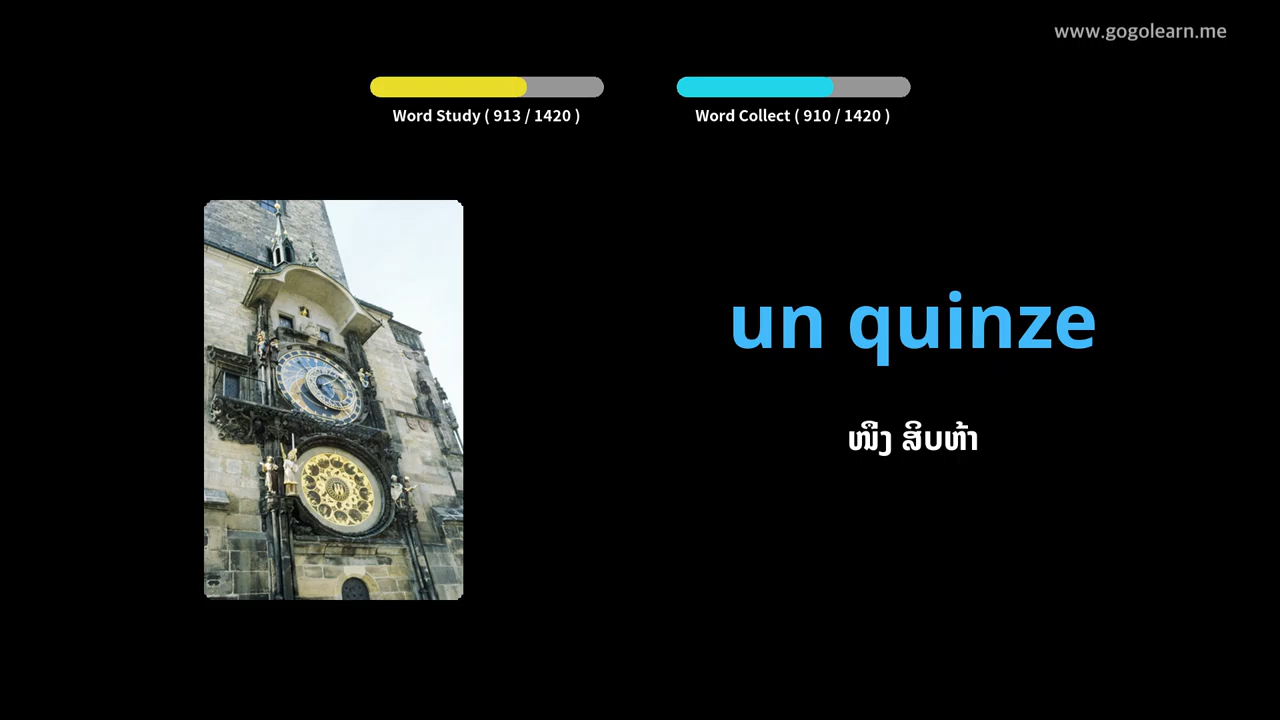 www.gogolearn.me
Word Study ( 913 / 1420 )
Word Collect ( 910 / 1420 )
un quinze
ໜຶ່ງ ສິບຫ້າ